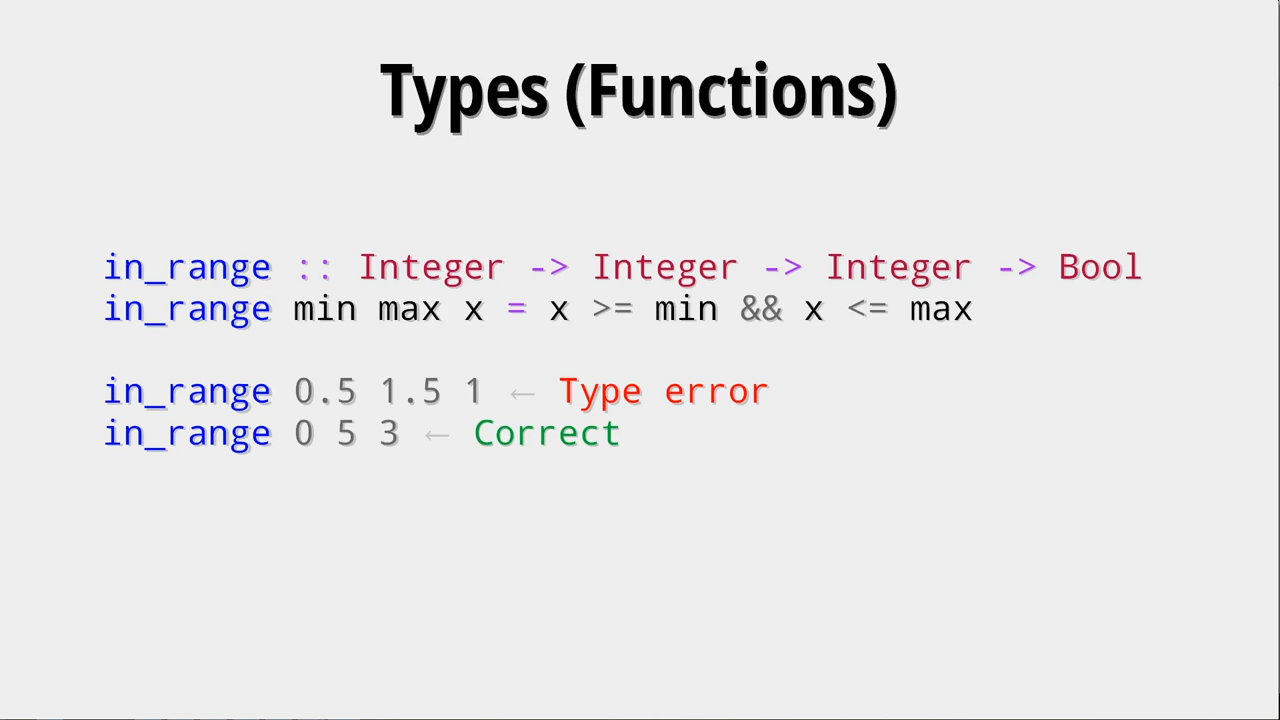 Types (Functions)
in_range :: Integer -> Integer -> Integer -> Bool
in_range min max x = x >= min && x <= max
in_range 0.5 1.5 1 ← Type error
in_range 0 5 3 ← Correct